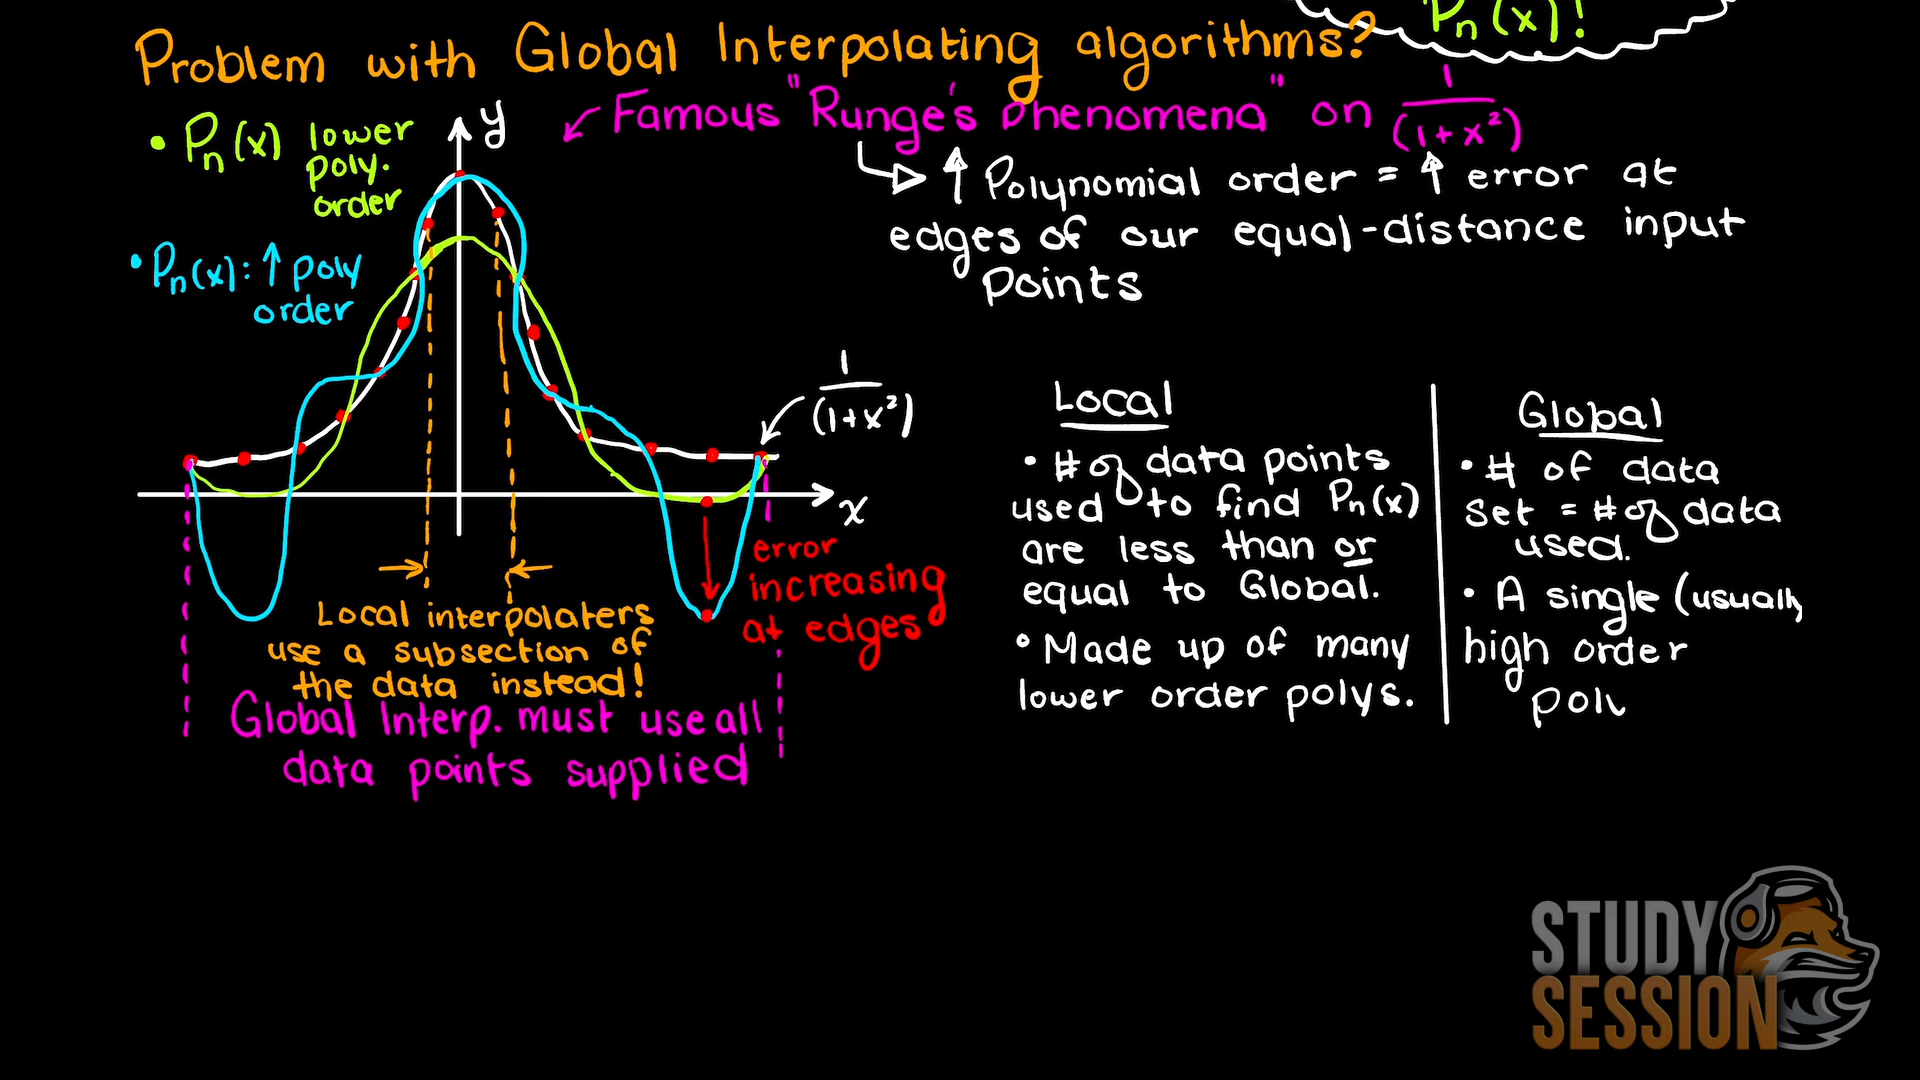 Pn(x)!
Problem with Global Interpolating algorithms?
Famous "Runge's phenomena" on 1/(1+x²)
↑ Polynomial order = ↑ error at
edges of our equal-distance input
Points
• Pn(x) lower
poly.
order
• Pn(x): ↑ poly
order
y
x
1/(1+x²)
error
increasing
at edges
Local interpolaters
use a subsection of
the data instead!
Global Interp. must use all
data points supplied
Local
• # of data points
used to find Pn(x)
are less than or
equal to Global.
• Made up of many
lower order polys.
Global
• # of data
set = # of data
used.
• A single (usually
high order
pol
STUDY
SESSION